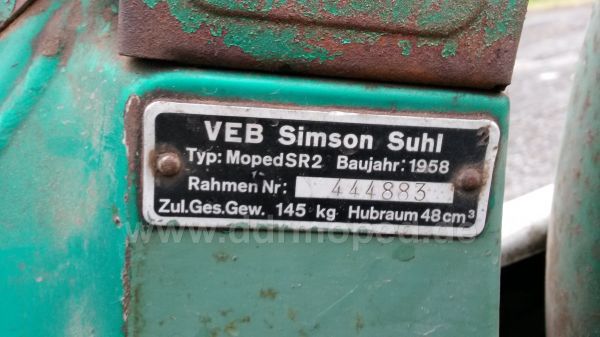 VEB Simson Suhl
Typ: Moped SR2 Baujahr: 1958
Rahmen Nr: 444883
Zul.Ges.Gew. 145 kg Hubraum 48 cm³
www.ddrmoped.de